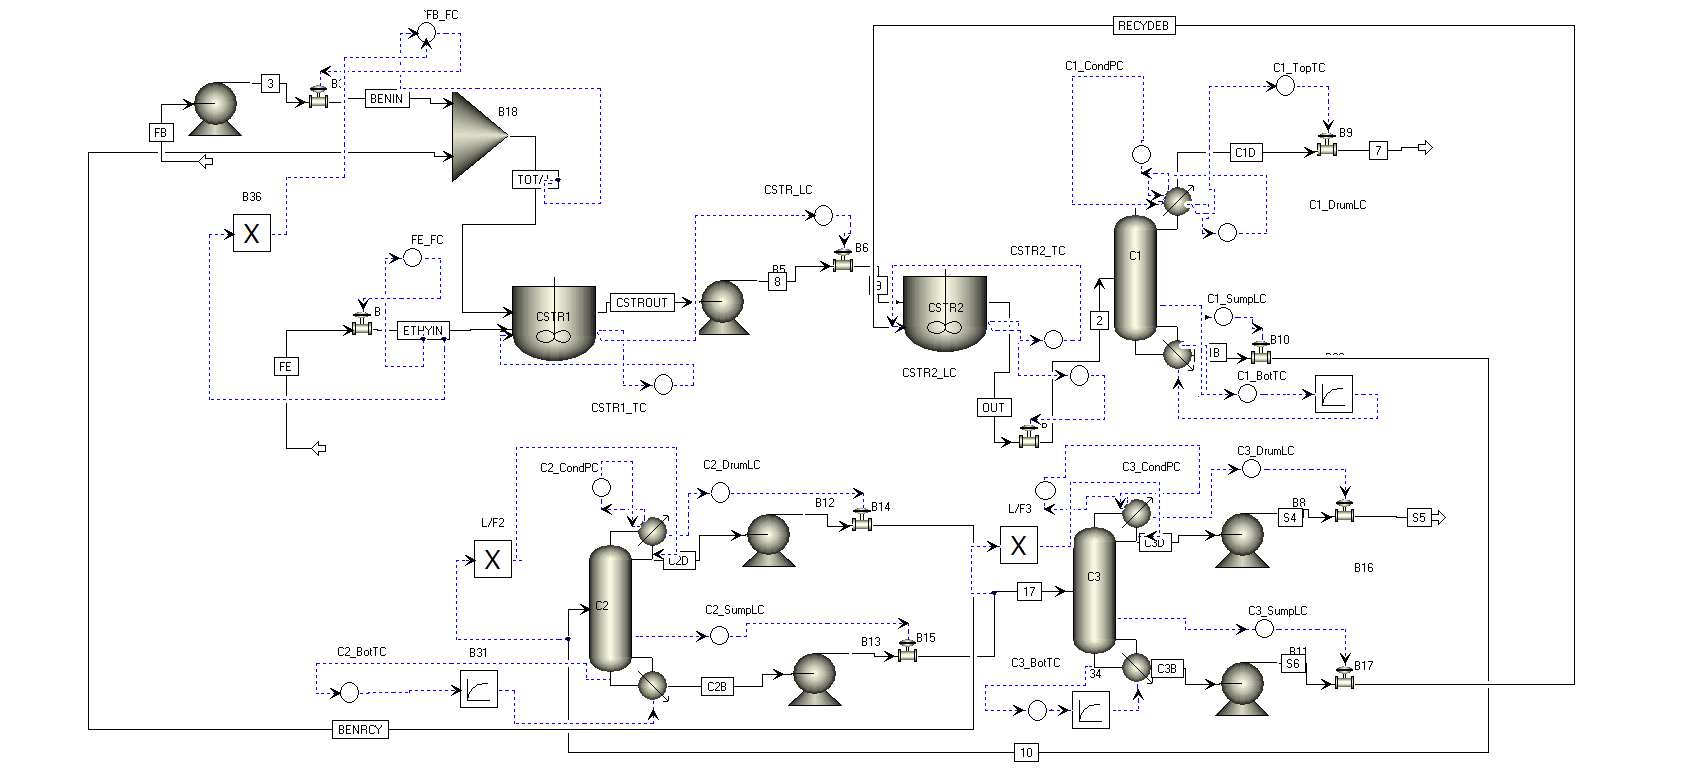 FB_FC
RECYDEB
C1_CondPC
C1_TopTC
3
BENIN
B18
FB
B9
C1D
7
TOT
B36
X
CSTR_LC
C1_DrumLC
FE_FC
B6
CSTR2_TC
C1
B5
8
CSTROUT
CSTR1
CSTR2
C1_SumpLC
B
ETHYIN
2
B10
FE
CSTR2_LC
C1_BotTC
CSTR1_TC
OUT
C2_CondPC
C2_DrumLC
C3_CondPC
C3_DrumLC
L/F2
B12
B14
L/F3
B8
S4
S5
X
X
C2D
C3D
B16
C2
C3
17
C2_SumpLC
C3_SumpLC
C2_BotTC
B31
B13
B15
C3_BotTC
34
C3B
B11
S6
B17
C2B
BENRCY
10